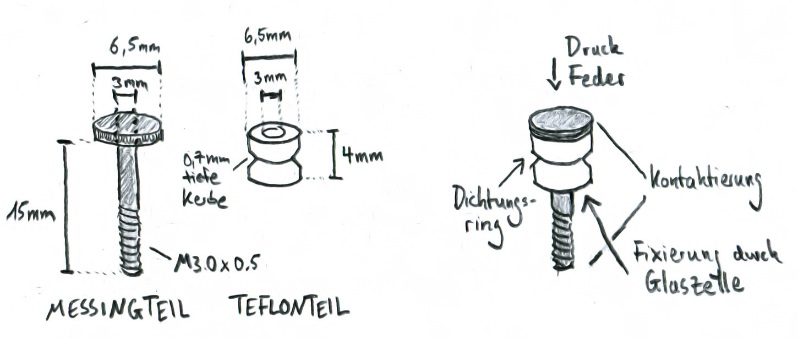 6,5mm
3mm
15mm
M3.0x0.5
MESSINGTEIL
6,5mm
3mm
0,7mm
tiefe
Kerbe
4mm
TEFLONTEIL
Druck
Feder
Dichtungs-
ring
Kontaktierung
Fixierung durch
Glaszelle